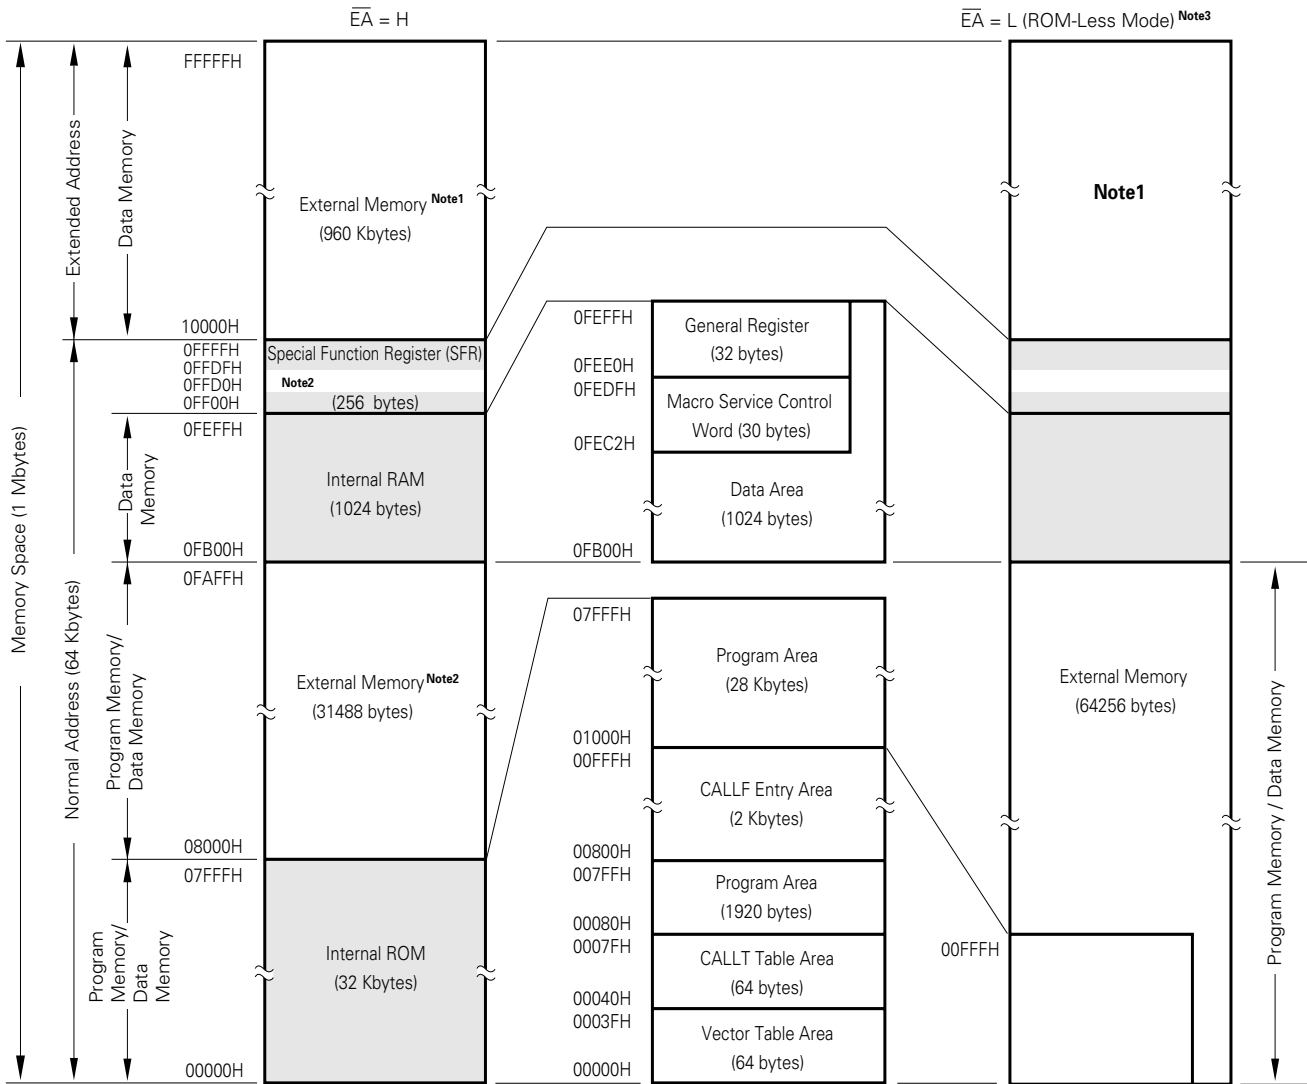 EA = H
EA = L (ROM-Less Mode) Note3
Memory Space (1 Mbytes)
Extended Address
Normal Address (64 Kbytes)
Data Memory
Data
Memory
Program Memory/
Data Memory
Program
Memory/
Data
Memory
FFFFFH
10000H
0FFFFH
0FFDFH
0FFD0H
0FF00H
0FEFFH
0FB00H
0FAFFH
08000H
07FFFH
00000H
External Memory Note1
(960 Kbytes)
Special Function Register (SFR)
Note2
(256 bytes)
Internal RAM
(1024 bytes)
External Memory Note2
(31488 bytes)
Internal ROM
(32 Kbytes)
0FEFFH
0FEE0H
0FEDFH
0FEC2H
0FB00H
General Register
(32 bytes)
Macro Service Control
Word (30 bytes)
Data Area
(1024 bytes)
07FFFH
01000H
00FFFH
00800H
007FFH
00080H
0007FH
00040H
0003FH
00000H
Program Area
(28 Kbytes)
CALLF Entry Area
(2 Kbytes)
Program Area
(1920 bytes)
CALLT Table Area
(64 bytes)
Vector Table Area
(64 bytes)
Note1
External Memory
(64256 bytes)
00FFFH
Program Memory / Data Memory